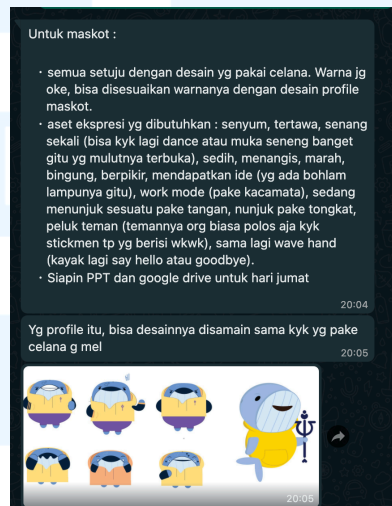 Untuk maskot :
· semua setuju dengan desain yg pakai celana. Warna jg
oke, bisa disesuaikan warnanya dengan desain profile
maskot.
· aset ekspresi yg dibutuhkan : senyum, tertawa, senang
sekali (bisa kyk lagi dance atau muka seneng banget
gitu yg mulutnya terbuka), sedih, menangis, marah,
bingung, berpikir, mendapatkan ide (yg ada bohlam
lampunya gitu), work mode (pake kacamata), sedang
menunjuk sesuatu pake tangan, nunjuk pake tongkat,
peluk teman (temannya org biasa polos aja kyk
stickmen tp yg berisi wkwk), sama lagi wave hand
(kayak lagi say hello atau goodbye).
· Siapin PPT dan google drive untuk hari jumat
20:04
Yg profile itu, bisa desainnya disamain sama kyk yg pake
celana g mel
20:05
20:05